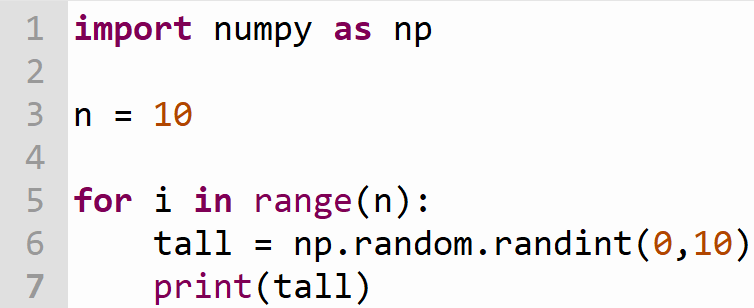 1 import numpy as np
2
3 n = 10
4
5 for i in range(n):
6     tall = np.random.randint(0,10)
7     print(tall)